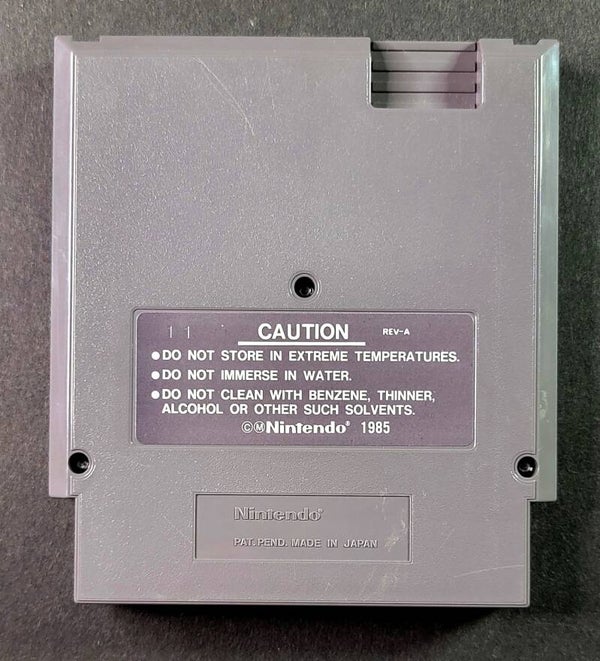 11
CAUTION REV-A
●DO NOT STORE IN EXTREME TEMPERATURES.
●DO NOT IMMERSE IN WATER.
●DO NOT CLEAN WITH BENZENE, THINNER,
ALCOHOL OR OTHER SUCH SOLVENTS.
©ⓂNintendo® 1985
Nintendo®
PAT. PEND. MADE IN JAPAN